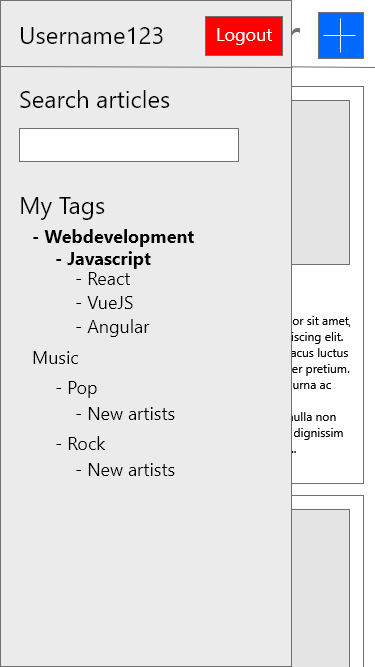 Username123
Logout
Search articles
My Tags
- Webdevelopment
- Javascript
- React
- VueJS
- Angular
Music
- Pop
- New artists
- Rock
- New artists
or sit amet,
iscing elit.
acus luctus
er pretium.
urna ac
nulla non
dignissim
..